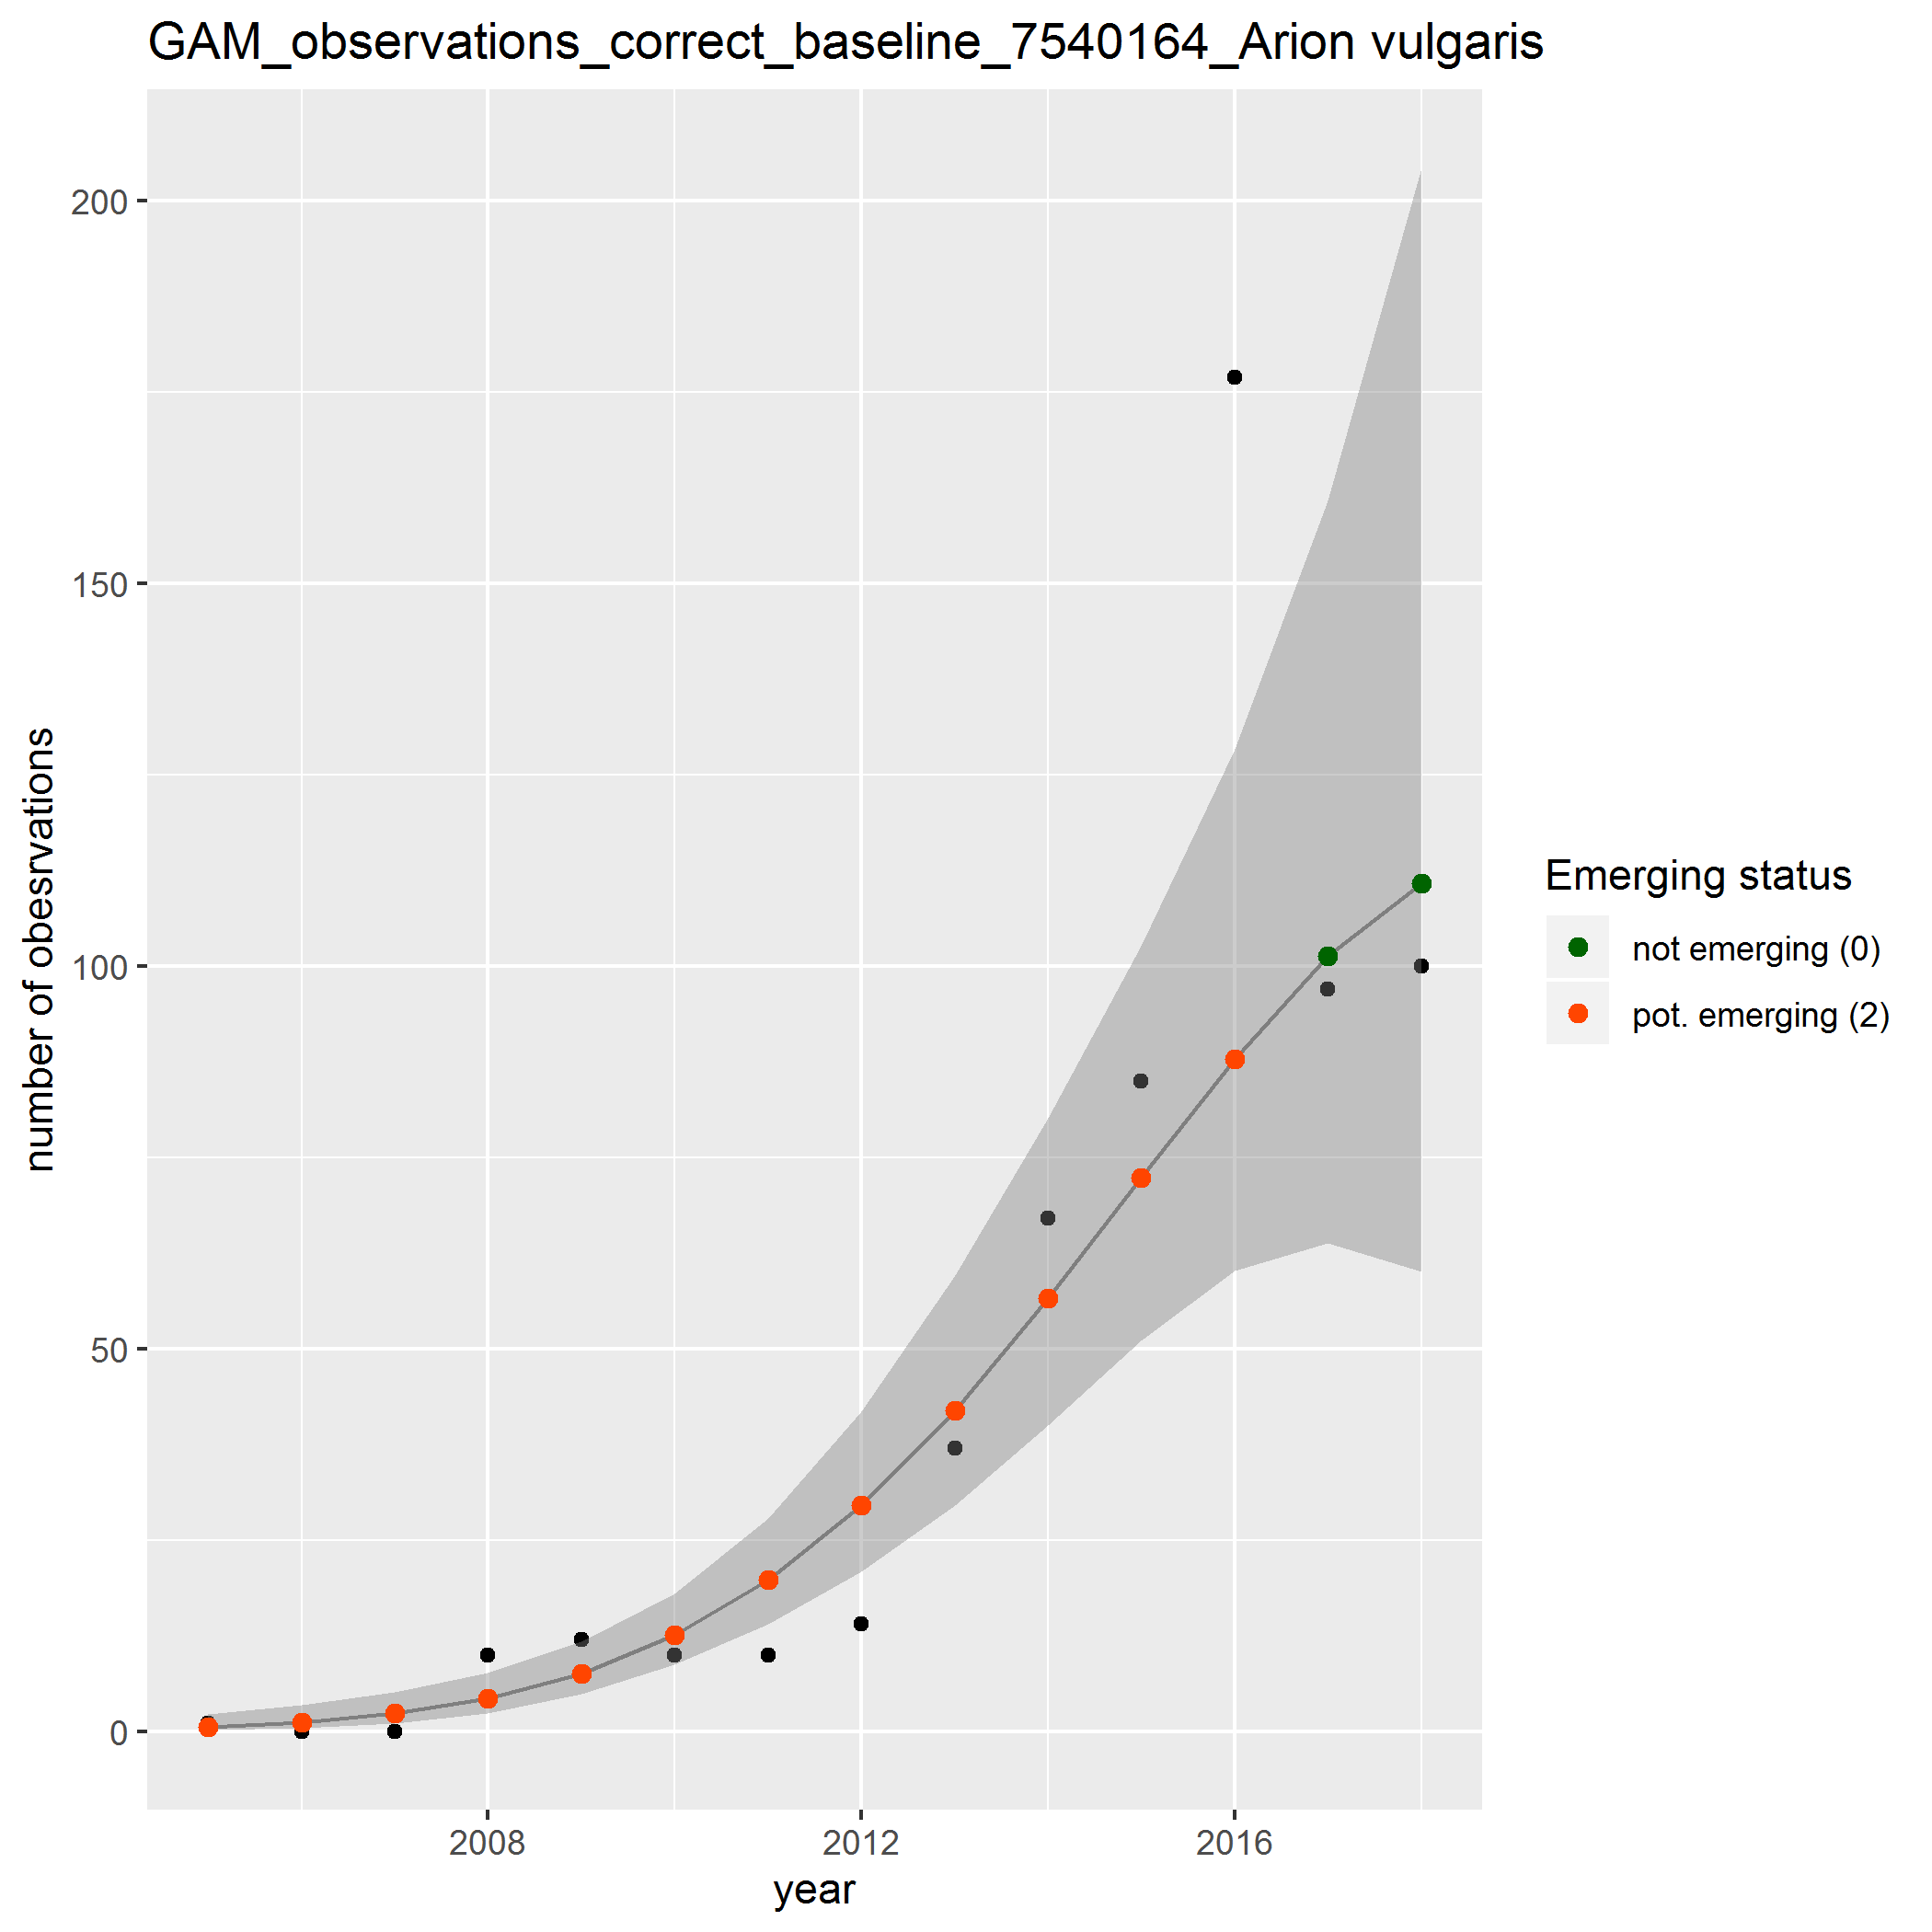 GAM_observations_correct_baseline_7540164_Arion vulgaris
200
150
100
50
0
number of obesrvations
2008
2012
2016
year
Emerging status
not emerging (0)
pot. emerging (2)